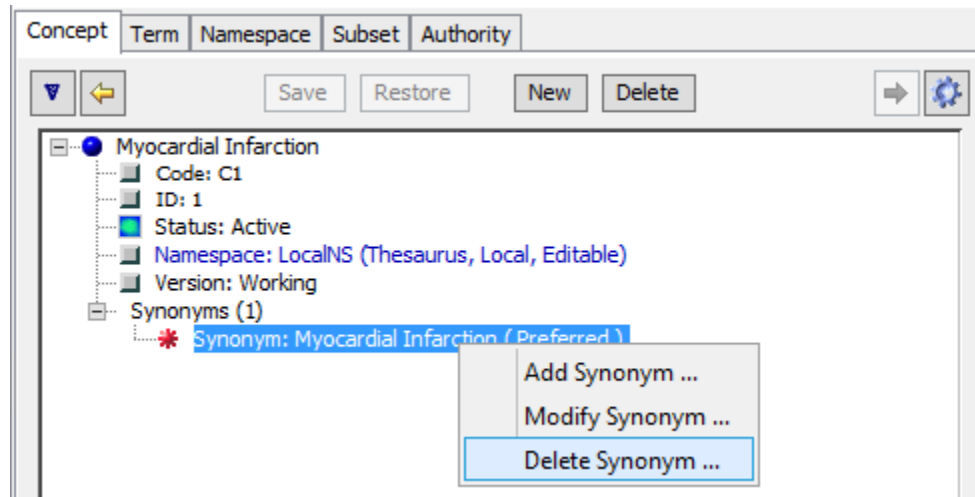 Concept Term Namespace Subset Authority
Save Restore New Delete
Myocardial Infarction
Code: C1
ID: 1
Status: Active
Namespace: LocalNS (Thesaurus, Local, Editable)
Version: Working
Synonyms (1)
Synonym: Myocardial Infarction ( Preferred )
Add Synonym ...
Modify Synonym ...
Delete Synonym ...